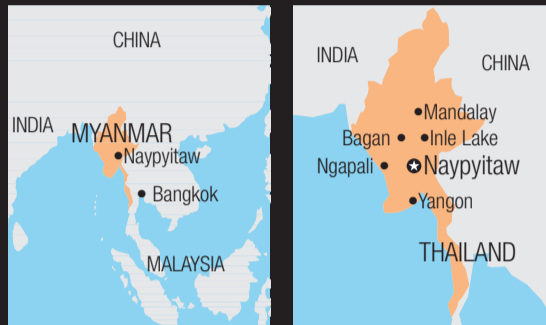 CHINA
INDIA
MYANMAR
Naypyitaw
Bangkok
MALAYSIA
INDIA
CHINA
Mandalay
Bagan
Inle Lake
Ngapali
Naypyitaw
Yangon
THAILAND